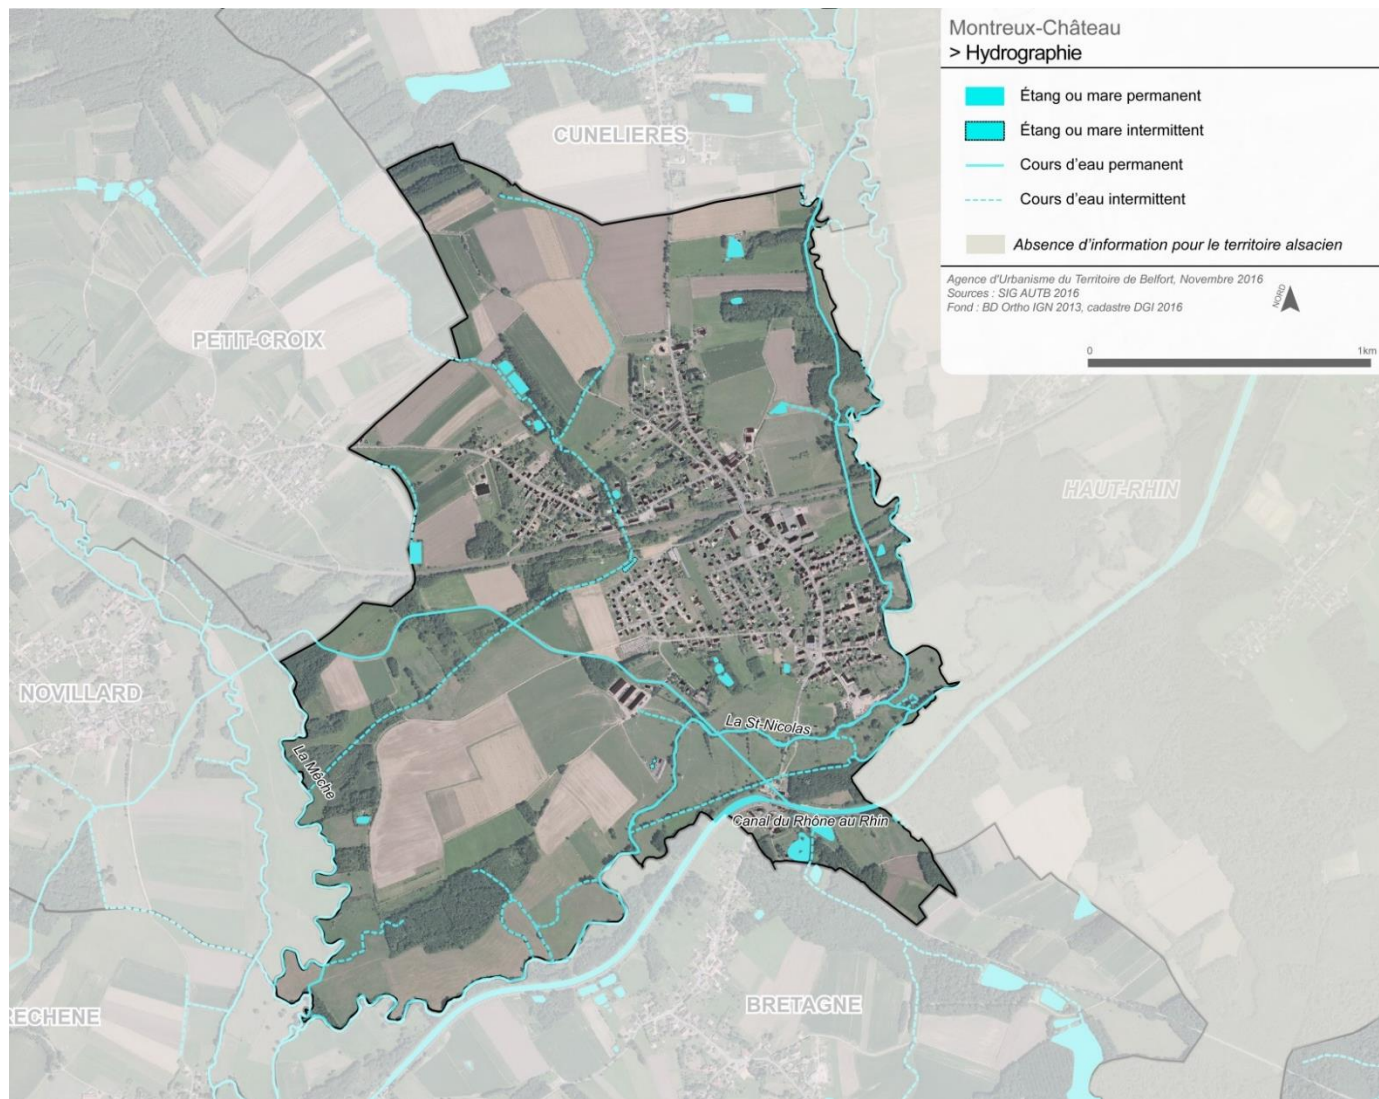 Montreux-Château
> Hydrographie
Étang ou mare permanent
Étang ou mare intermittent
Cours d'eau permanent
Cours d'eau intermittent
Absence d'information pour le territoire alsacien
Agence d'Urbanisme du Territoire de Belfort, Novembre 2016
Sources : SIG AUTB 2016
Fond : BD Ortho IGN 2013, cadastre DGI 2016
NORD
0
1km
CUNELIERES
PETIT-CROIX
HAUT-RHIN
NOVILLARD
La St-Nicolas
La Mèche
Canal du Rhône au Rhin
BRETAGNE
RECHENE